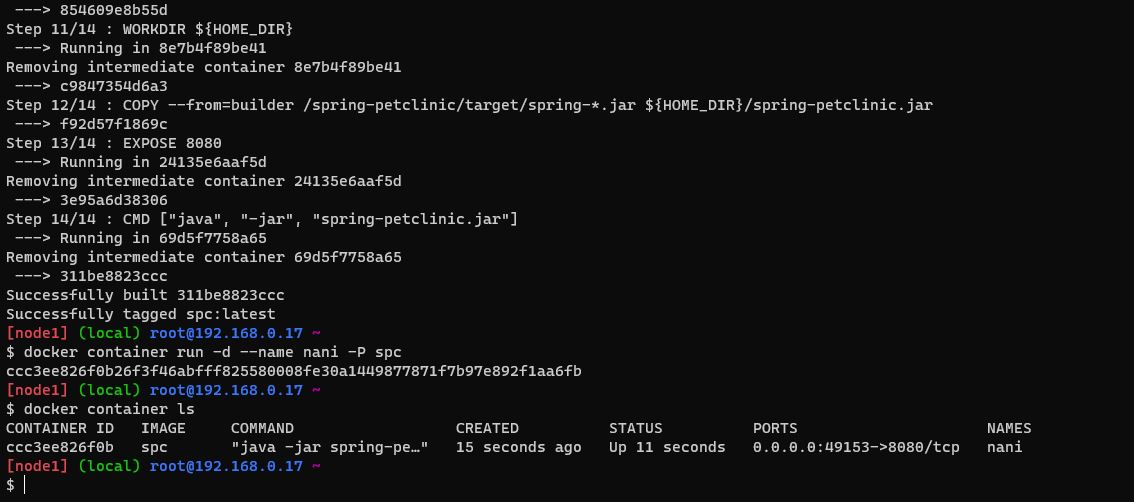 ---> 854609e8b55d
Step 11/14 : WORKDIR ${HOME_DIR}
---> Running in 8e7b4f89be41
Removing intermediate container 8e7b4f89be41
---> c9847354d6a3
Step 12/14 : COPY --from=builder /spring-petclinic/target/spring-*.jar ${HOME_DIR}/spring-petclinic.jar
---> f92d57f1869c
Step 13/14 : EXPOSE 8080
---> Running in 24135e6aaf5d
Removing intermediate container 24135e6aaf5d
---> 3e95a6d38306
Step 14/14 : CMD ["java", "-jar", "spring-petclinic.jar"]
---> Running in 69d5f7758a65
Removing intermediate container 69d5f7758a65
---> 311be8823ccc
Successfully built 311be8823ccc
Successfully tagged spc:latest
[node1] (local) root@192.168.0.17 ~
$ docker container run -d --name nani -P spc
ccc3ee826f0b26f3f46abfff825580008fe30a1449877871f7b97e892f1aa6fb
[node1] (local) root@192.168.0.17 ~
$ docker container ls
CONTAINER ID   IMAGE     COMMAND                  CREATED          STATUS          PORTS                     NAMES
ccc3ee826f0b   spc       "java -jar spring-pe…"   15 seconds ago   Up 11 seconds   0.0.0.0:49153->8080/tcp   nani
[node1] (local) root@192.168.0.17 ~
$